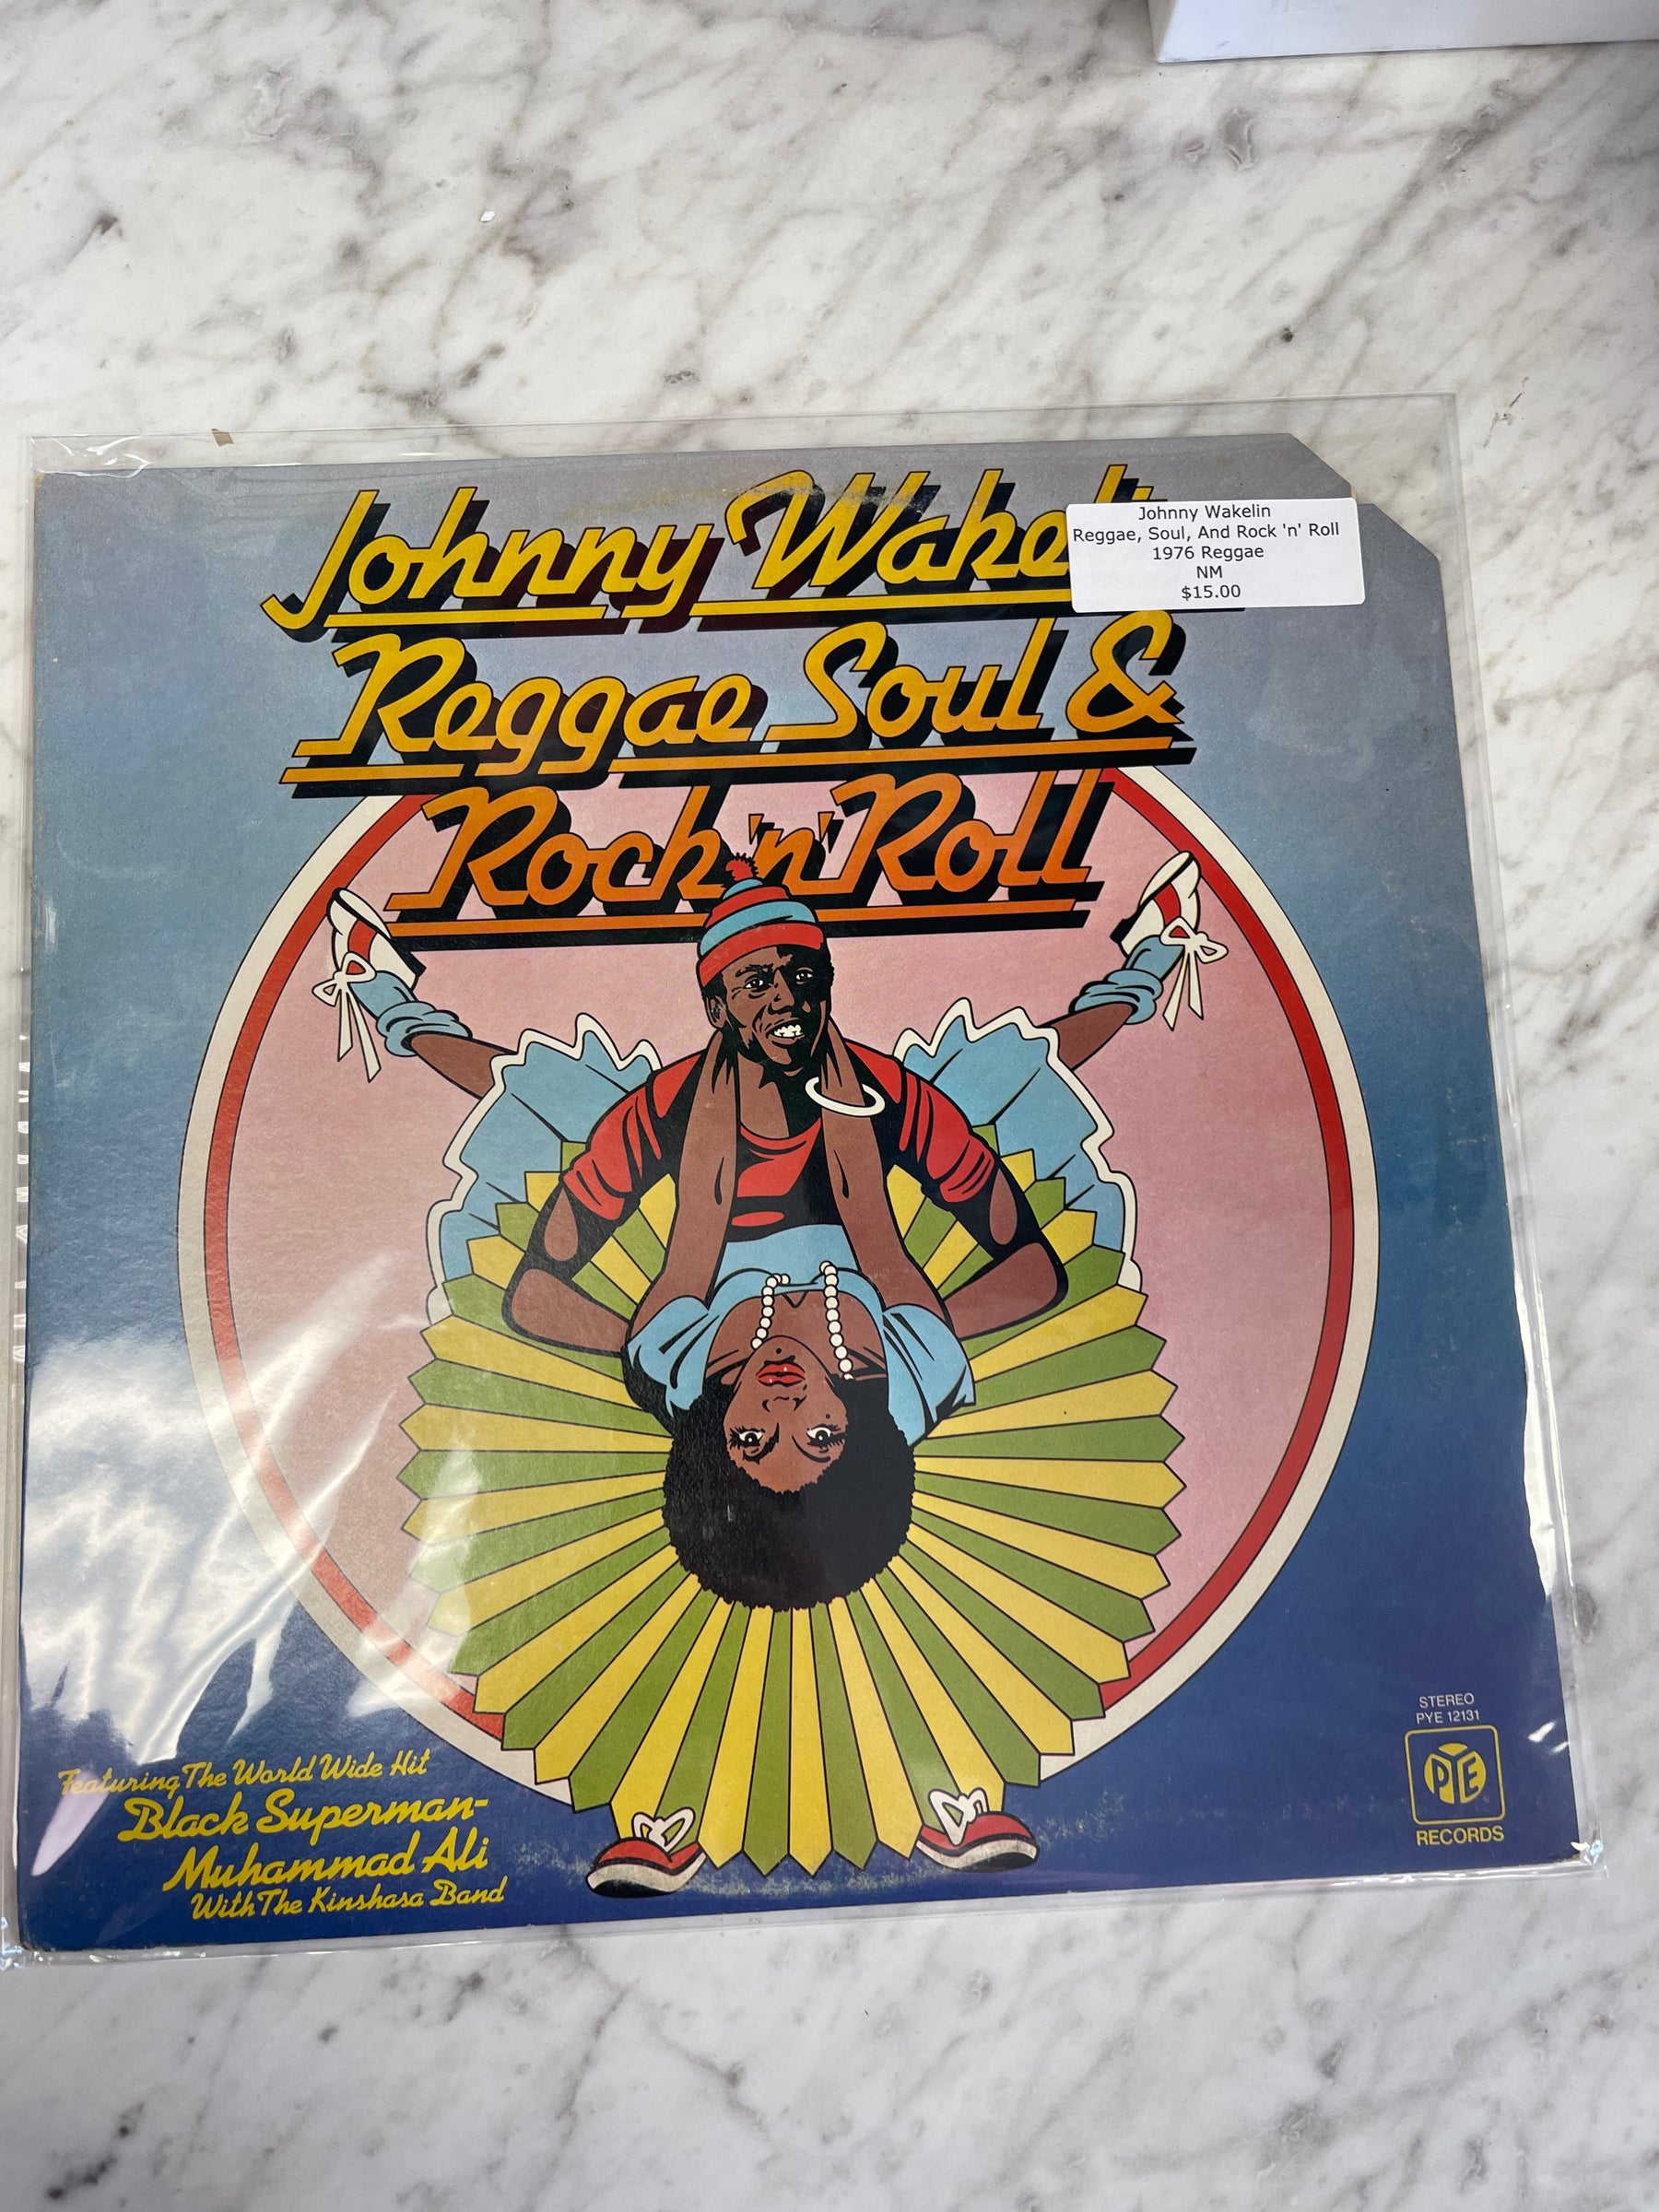 Johnny Wakelin
Reggae, Soul, And Rock 'n' Roll
1976 Reggae
NM
$15.00
Johnny Wakeli
Reggae Soul &
Rock 'n' Roll
Featuring The World Wide Hit
Black Superman-
Muhammad Ali
With The Kinshasa Band
STEREO
PYE 12131
PYE
RECORDS